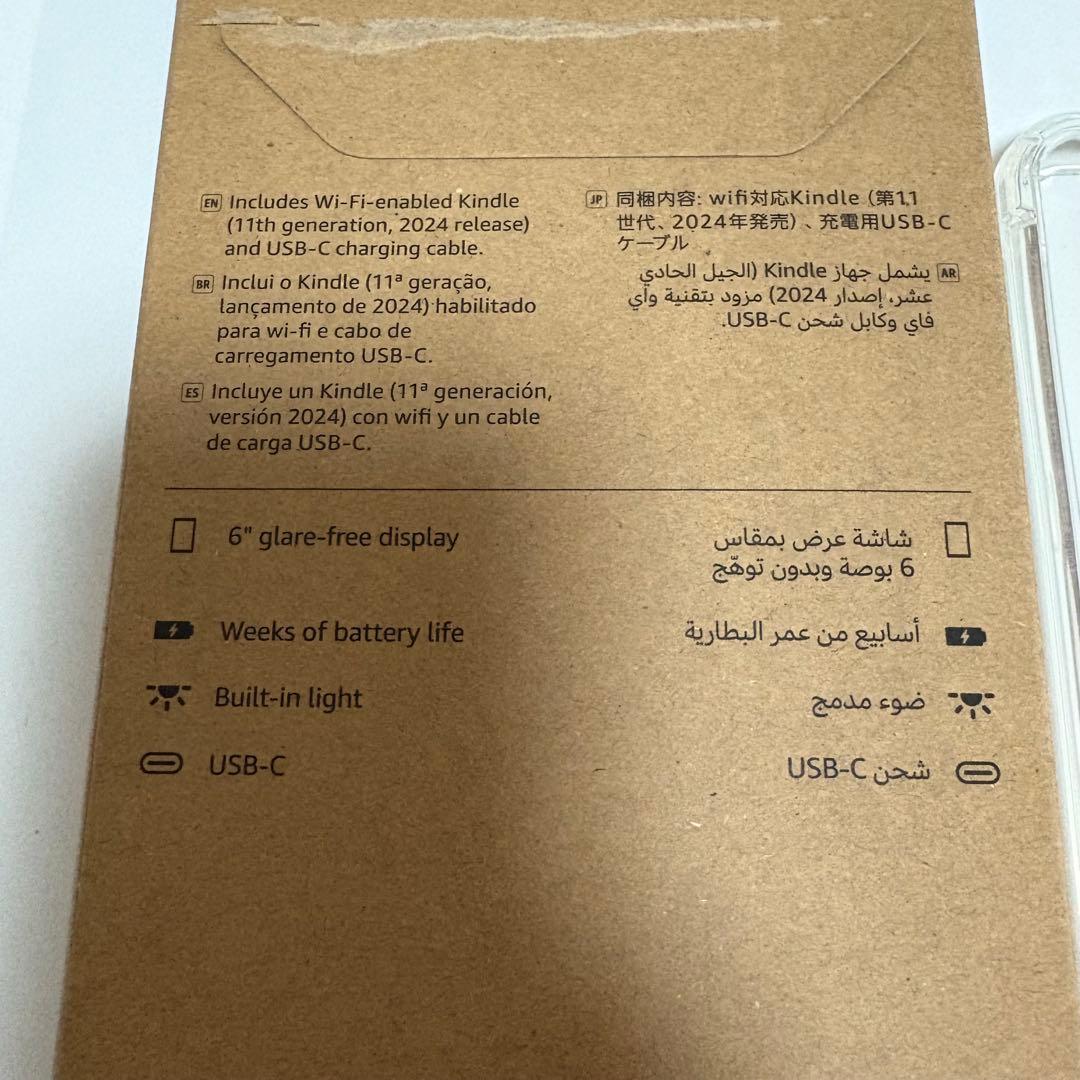 EN Includes Wi-Fi-enabled Kindle
(11th generation, 2024 release)
and USB-C charging cable.
BR Inclui o Kindle (11ª geração,
lançamento de 2024) habilitado
para wi-fi e cabo de
carregamento USB-C.
ES Incluye un Kindle (11ª generación,
versión 2024) con wifi y un cable
de carga USB-C.
JP 同梱内容: wifi対応Kindle (第11
世代、2024年発売) 、充電用USB-C
ケーブル
AR يشمل جهاز Kindle (الجيل الحادي
عشر، إصدار 2024) مزود بتقنية واي
فاي وكابل شحن USB-C.
6" glare-free display
Weeks of battery life
Built-in light
USB-C
شاشة عرض بمقاس
6 بوصة وبدون توهّج
أسابيع من عمر البطارية
ضوء مدمج
شحن USB-C